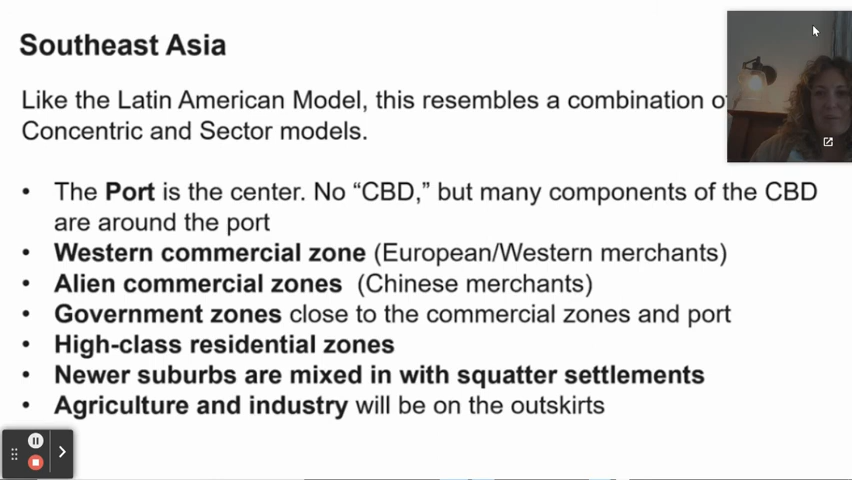 Southeast Asia
Like the Latin American Model, this resembles a combination
Concentric and Sector models.
• The Port is the center. No “CBD,” but many components of the CBD
are around the port
• Western commercial zone (European/Western merchants)
• Alien commercial zones (Chinese merchants)
• Government zones close to the commercial zones and port
• High-class residential zones
• Newer suburbs are mixed in with squatter settlements
• Agriculture and industry will be on the outskirts